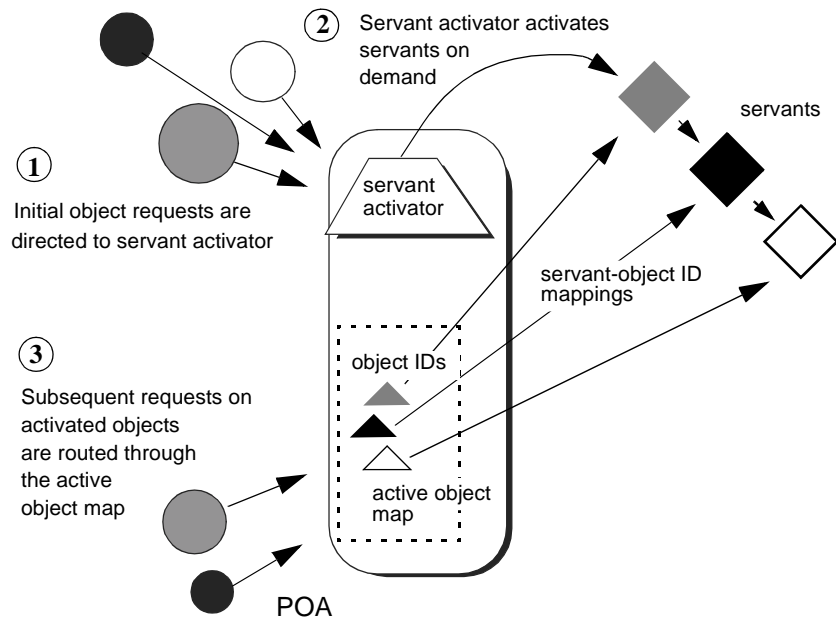 2
Servant activator activates
servants on
demand
servants
1
servant
activator
Initial object requests are
directed to servant activator
servant-object ID
mappings
3
object IDs
Subsequent requests on
activated objects
are routed through
the active
object map
active object
map
POA